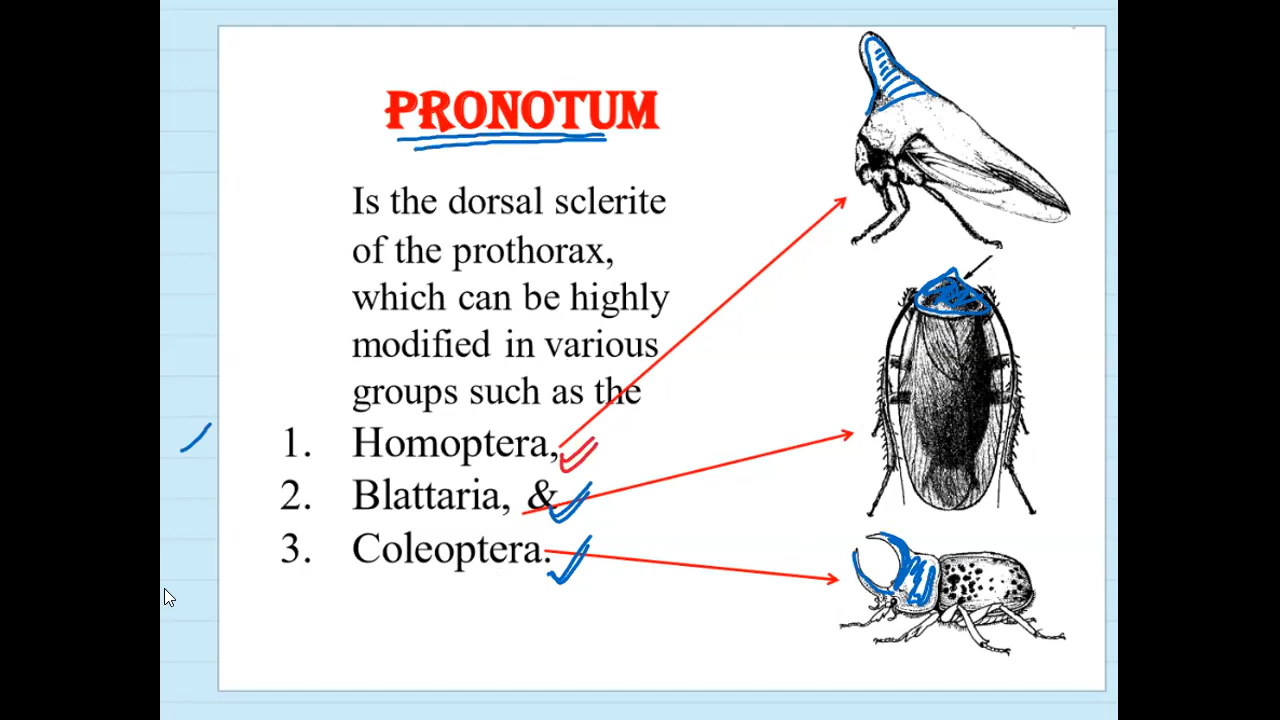 PRONOTUM
Is the dorsal sclerite
of the prothorax,
which can be highly
modified in various
groups such as the
1. Homoptera,
2. Blattaria, &
3. Coleoptera.